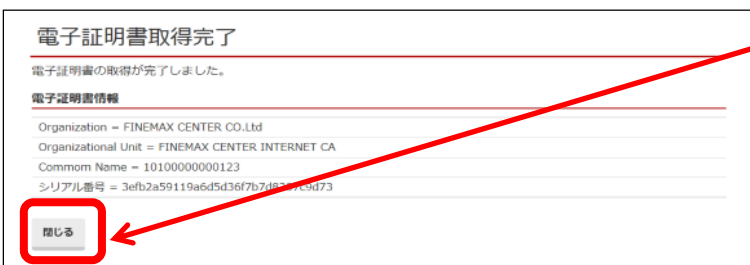 電子証明書取得完了
電子証明書の取得が完了しました。
電子証明書情報
Organization = FINEMAX CENTER CO.Ltd
Organizational Unit = FINEMAX CENTER INTERNET CA
Commom Name = 10100000000123
シリアル番号 =
閉じる